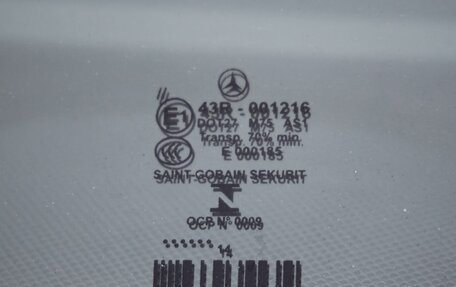 E1 43R - 001216
DOT27 M75 AS1
Transp. 70% min.
E 000185
SAINT-GOBAIN SEKURIT
OCP N° 0009
14